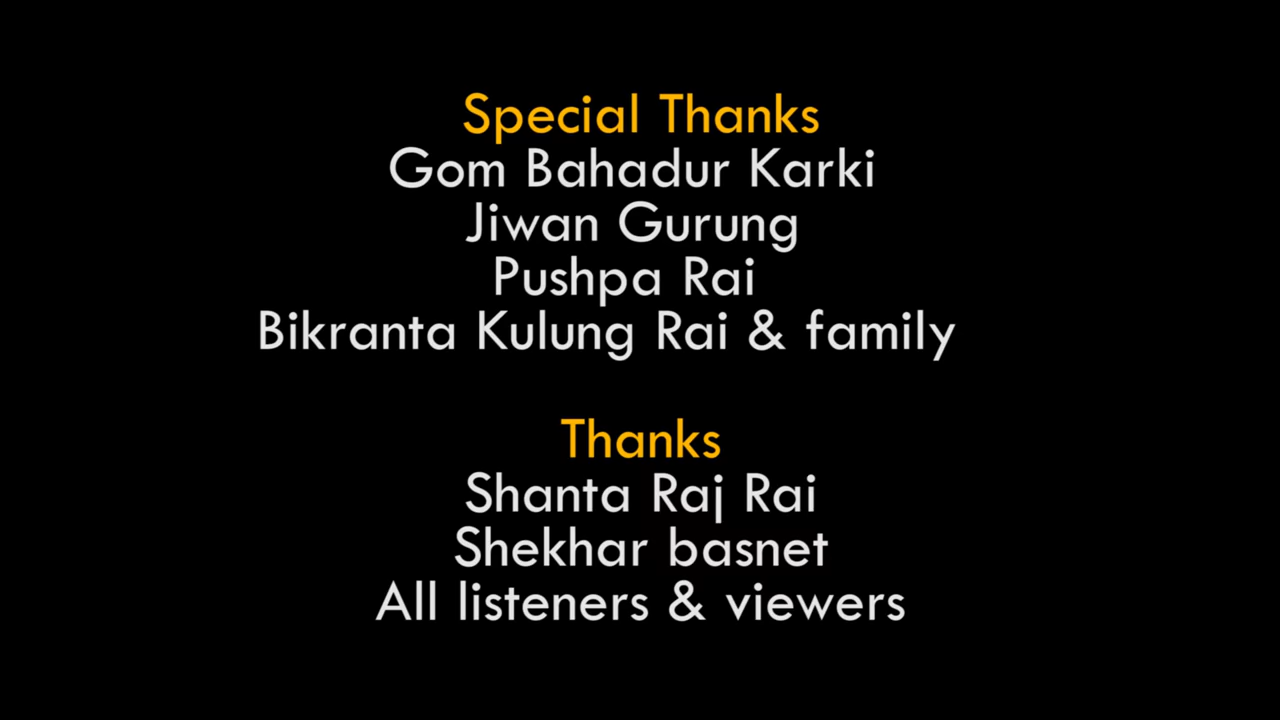 Special Thanks
Gom Bahadur Karki
Jiwan Gurung
Pushpa Rai
Bikranta Kulung Rai & family
Thanks
Shanta Raj Rai
Shekhar basnet
All listeners & viewers